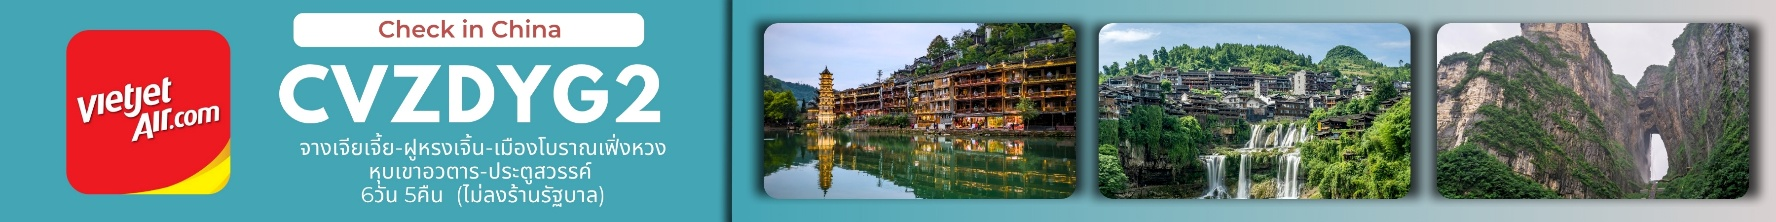 vietjet
Air.com
Check in China
CVZDYG2
จางเจียเจี้ย-ฝูหรงเจิ้น-เมืองโบราณเฟิ่งหวง
หุบเขาอวตาร-ประตูสวรรค์
6วัน 5คืน (ไม่ลงร้านรัฐบาล)